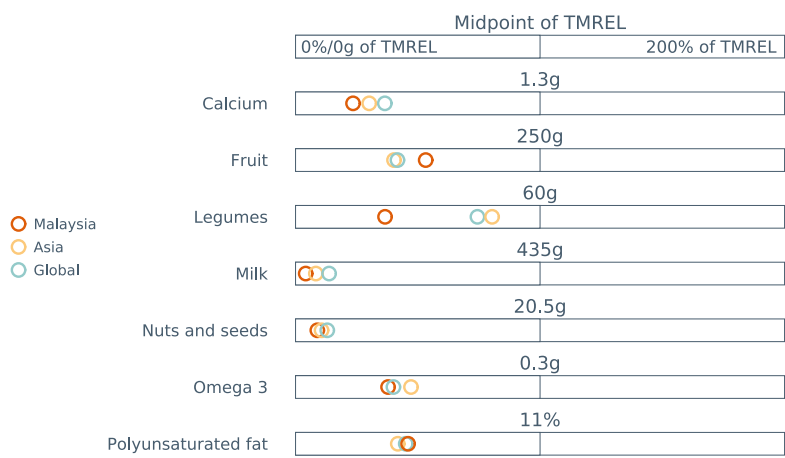 Midpoint of TMREL
0%/0g of TMREL 200% of TMREL
1.3g
Calcium
250g
Fruit
60g
Legumes
Malaysia
Asia
Global
435g
Milk
20.5g
Nuts and seeds
0.3g
Omega 3
11%
Polyunsaturated fat